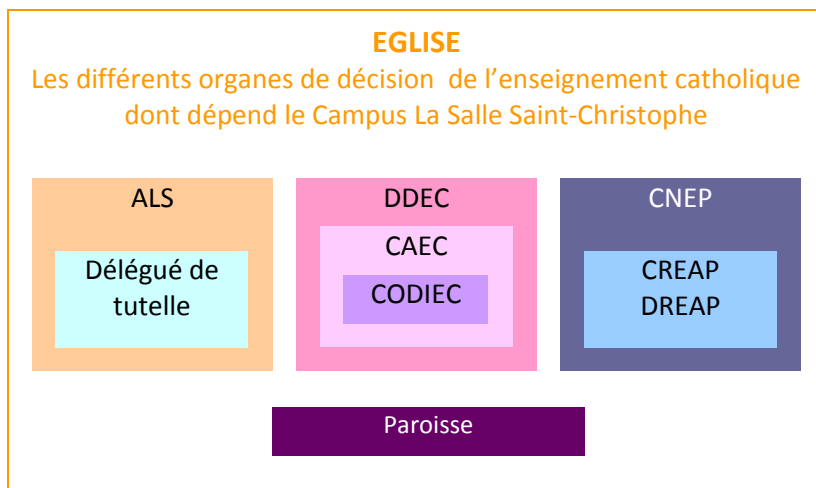 EGLISE
Les différents organes de décision de l'enseignement catholique
dont dépend le Campus La Salle Saint-Christophe
ALS
Délégué de
tutelle
DDEC
CAEC
CODIEC
CNEP
CREAP
DREAP
Paroisse